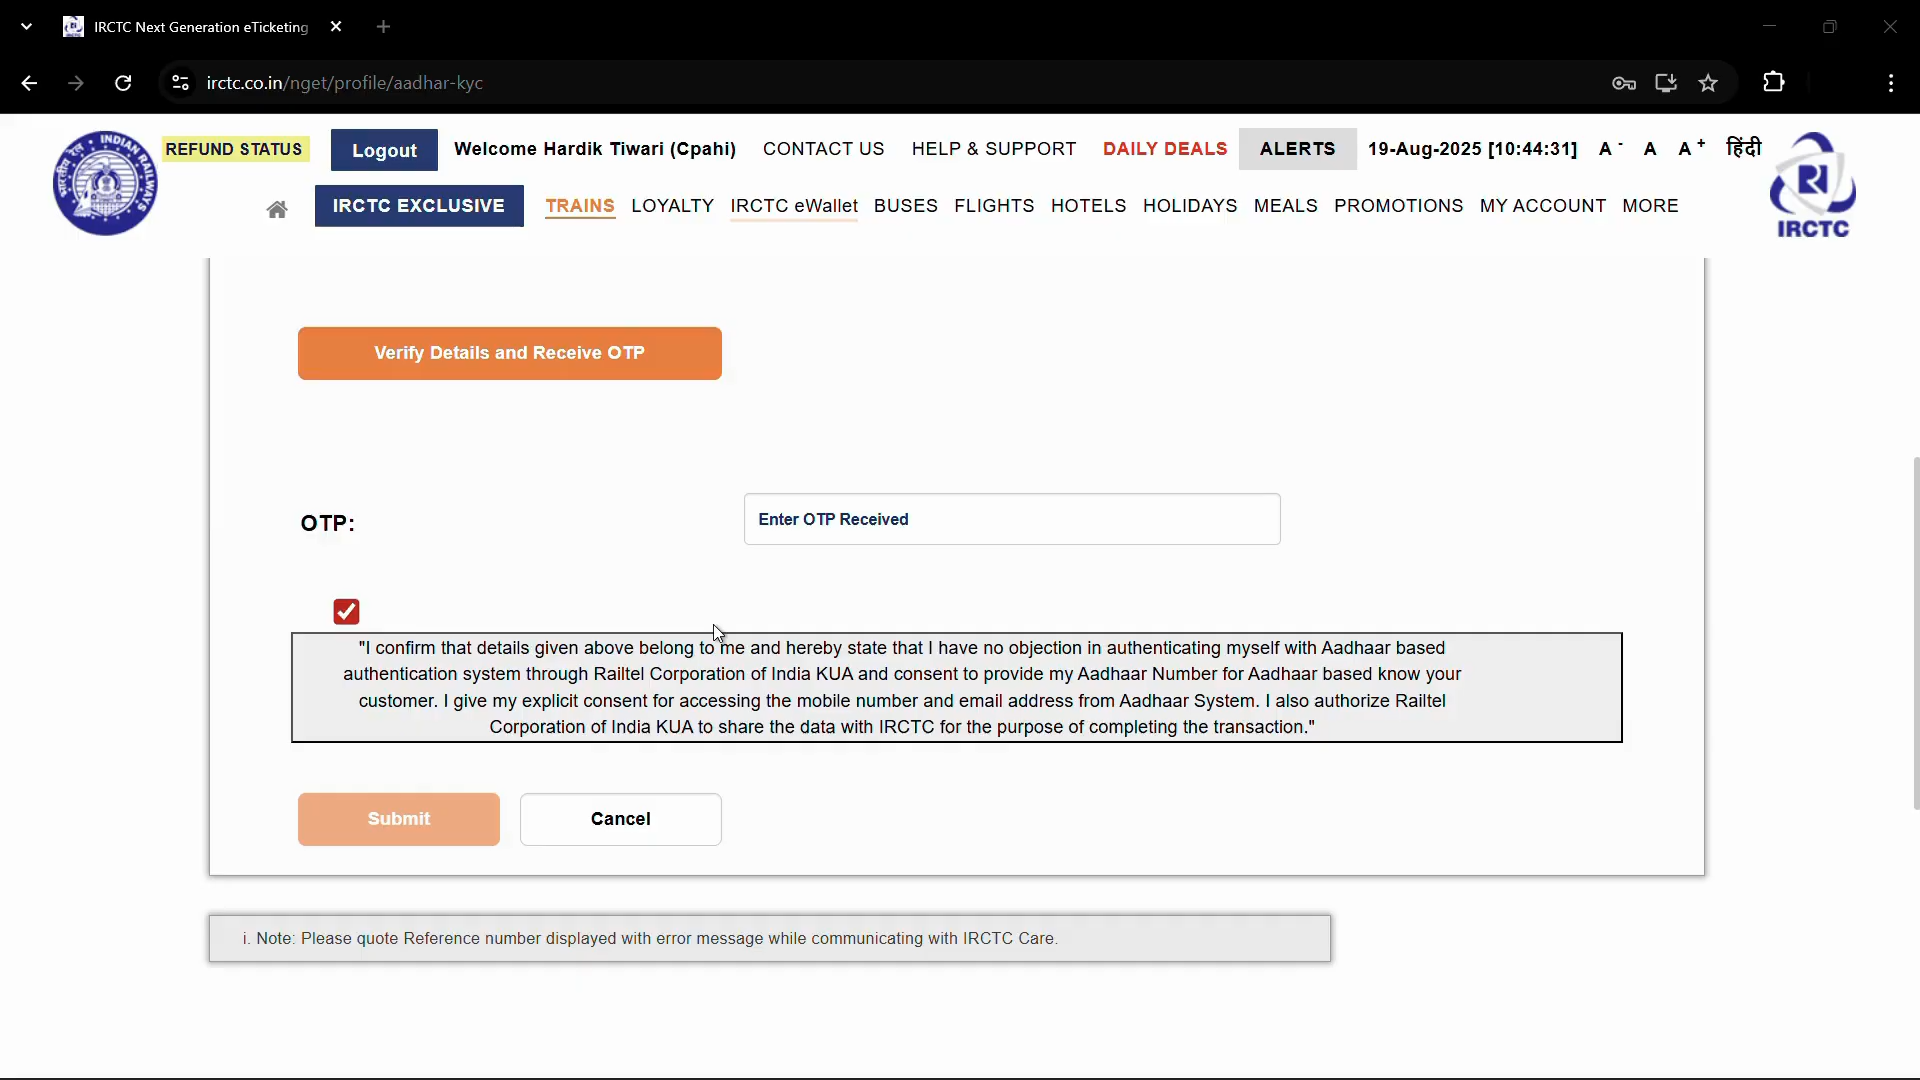 IRCTC Next Generation eTicketing
irctc.co.in/nget/profile/aadhar-kyc
INDIAN RAILWAYS
भारतीय रेल
REFUND STATUS
Logout
Welcome Hardik Tiwari (Cpahi)
CONTACT US
HELP & SUPPORT
DAILY DEALS
ALERTS
19-Aug-2025 [10:44:31]
A-
A
A+
हिंदी
IRCTC
IRCTC EXCLUSIVE
TRAINS
LOYALTY
IRCTC eWallet
BUSES
FLIGHTS
HOTELS
HOLIDAYS
MEALS
PROMOTIONS
MY ACCOUNT
MORE
Verify Details and Receive OTP
OTP:
Enter OTP Received
"I confirm that details given above belong to me and hereby state that I have no objection in authenticating myself with Aadhaar based
authentication system through Railtel Corporation of India KUA and consent to provide my Aadhaar Number for Aadhaar based know your
customer. I give my explicit consent for accessing the mobile number and email address from Aadhaar System. I also authorize Railtel
Corporation of India KUA to share the data with IRCTC for the purpose of completing the transaction."
Submit
Cancel
i. Note: Please quote Reference number displayed with error message while communicating with IRCTC Care.